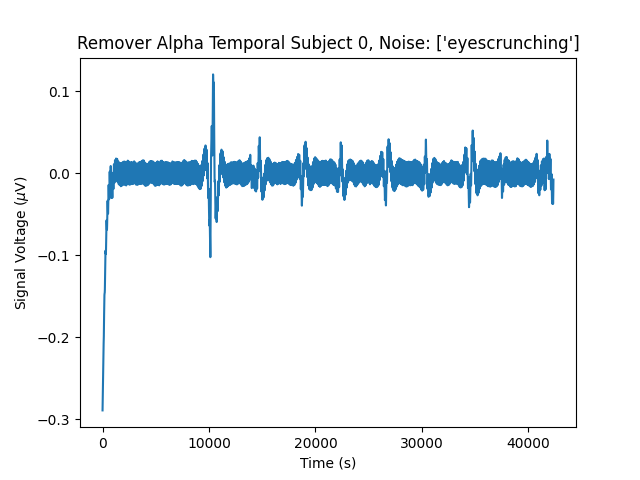 Remover Alpha Temporal Subject 0, Noise: ['eyescrunching']
0.1
0.0
−0.1
−0.2
−0.3
Signal Voltage (μV)
0 10000 20000 30000 40000
Time (s)